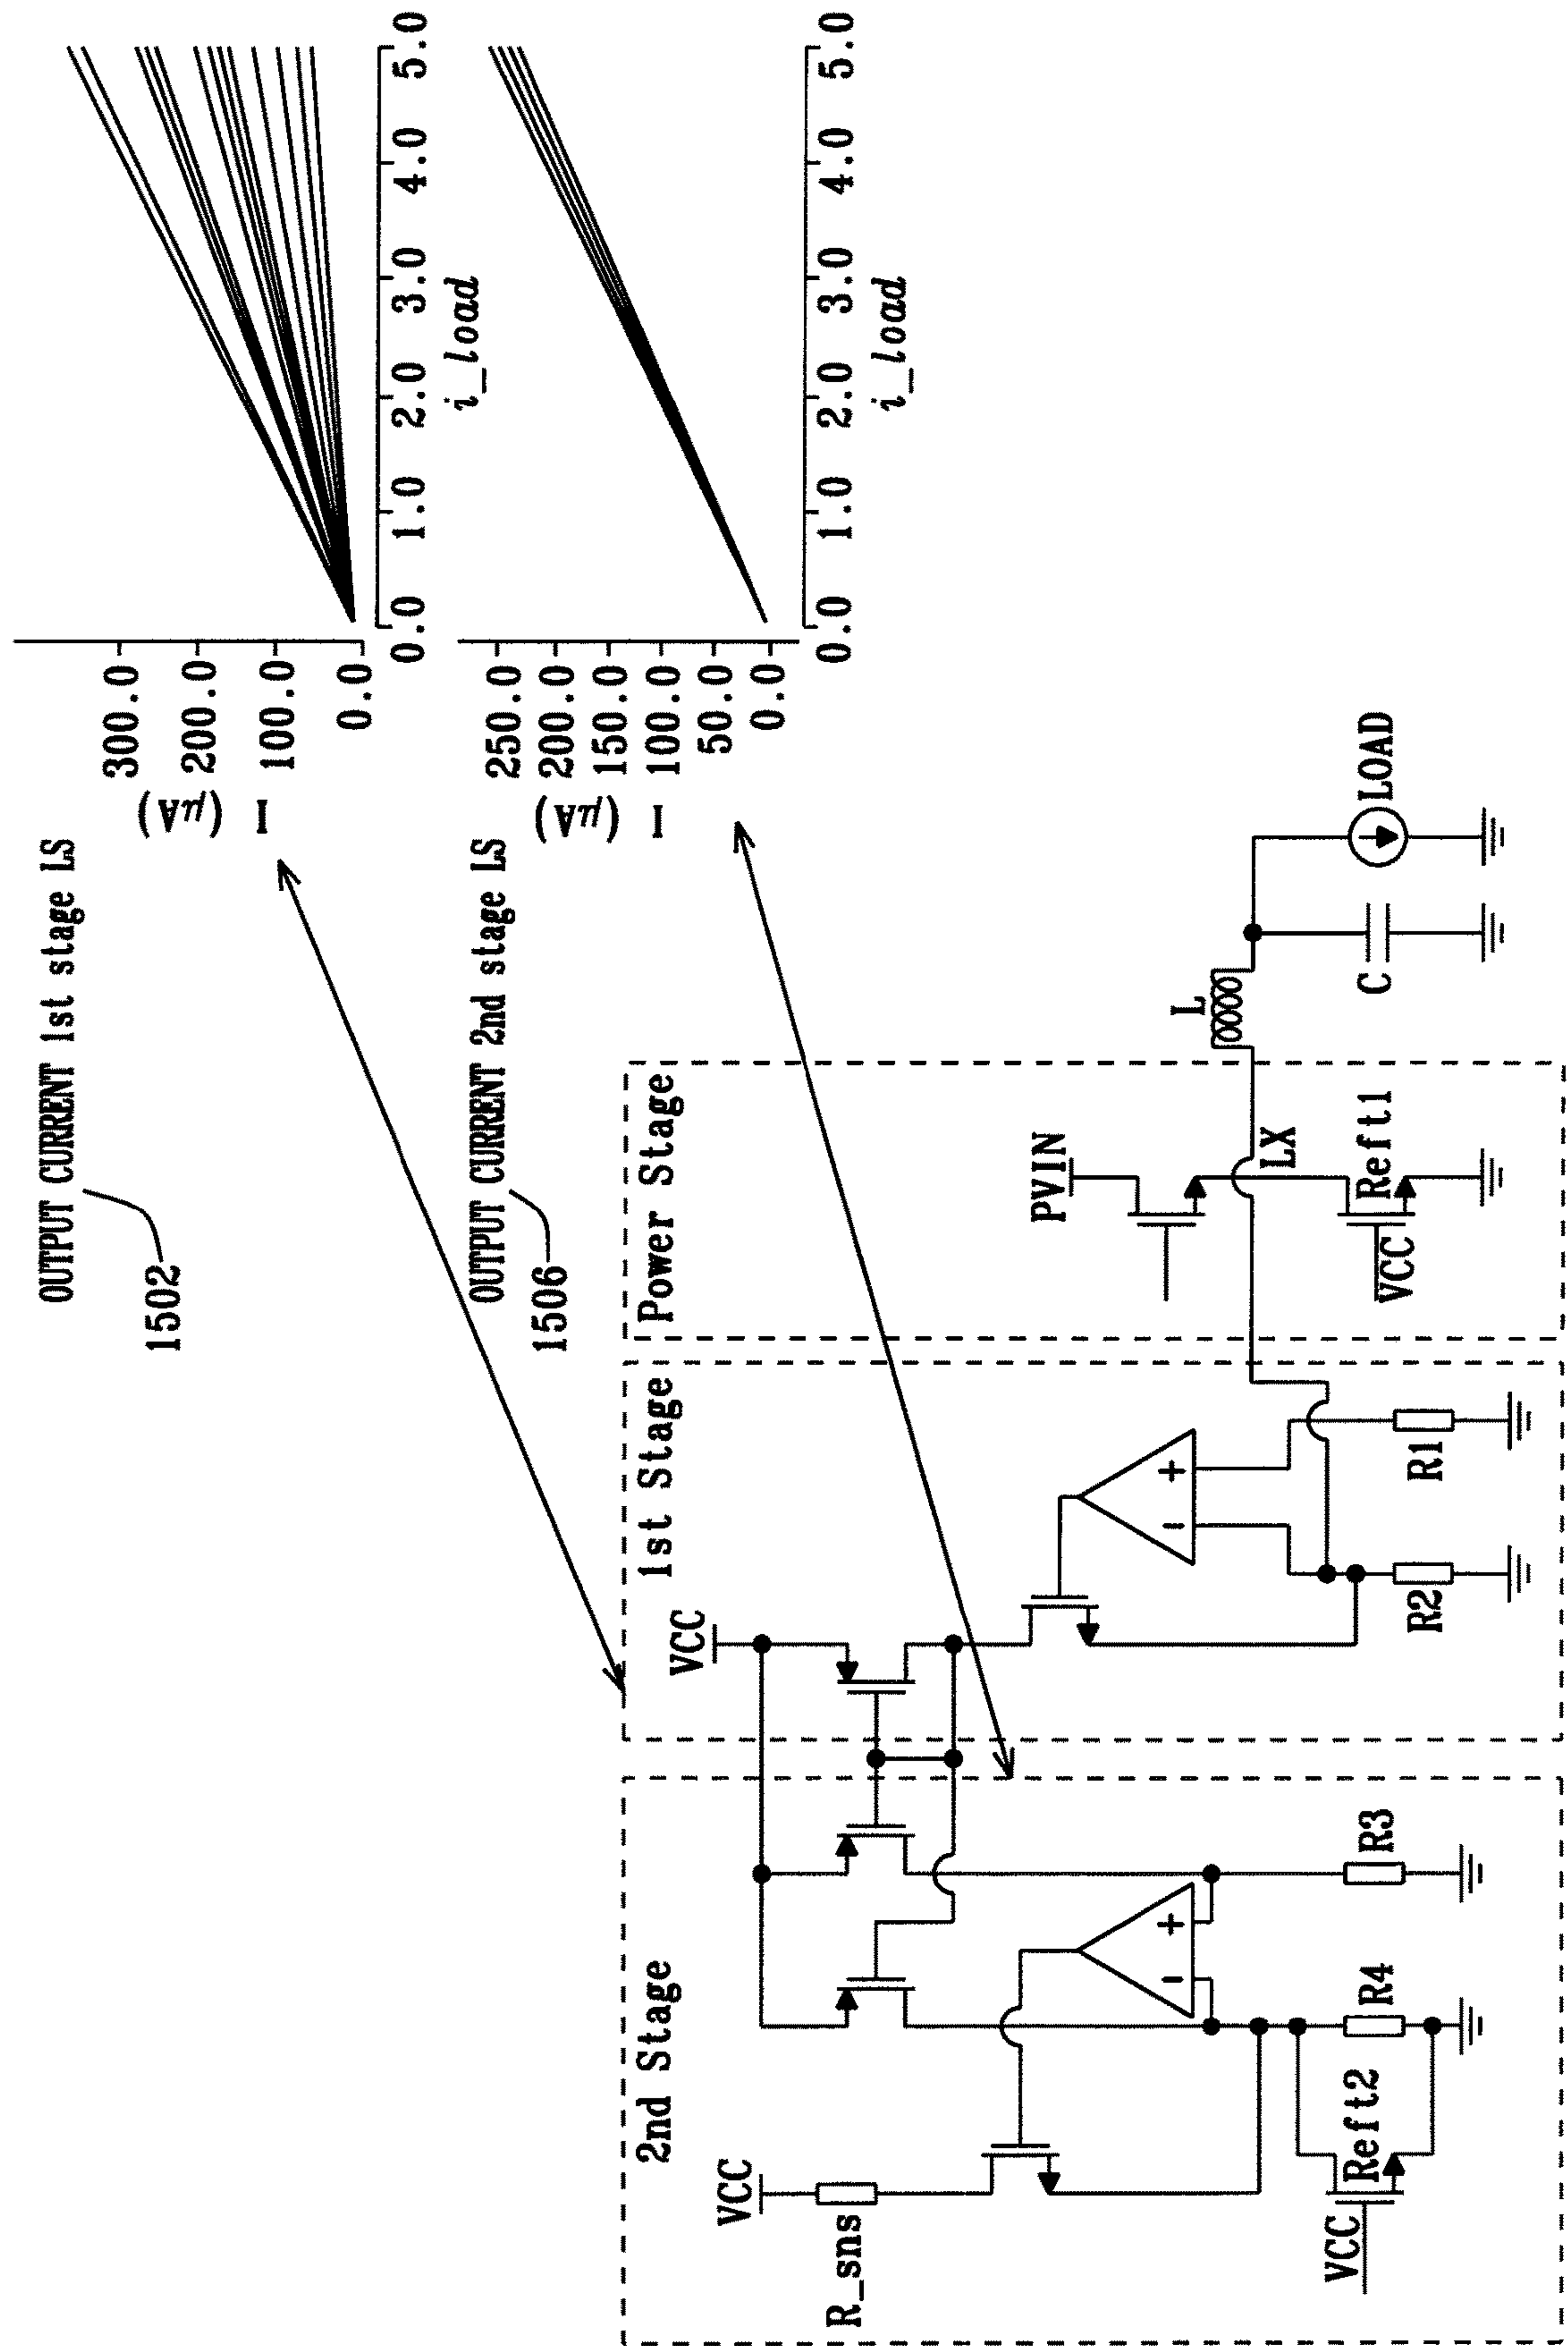 OUTPUT CURRENT 1st stage LS
1502
I (μA)
300.0
200.0
100.0
0.0
0.0 1.0 2.0 3.0 4.0 5.0
i_load
OUTPUT CURRENT 2nd stage LS
1506
I (μA)
250.0
200.0
150.0
100.0
50.0
0.0
0.0 1.0 2.0 3.0 4.0 5.0
i_load
2nd Stage
1st Stage
Power Stage
VCC
R_sns
VCC
Reft2
R4
R3
- +
VCC
R2
R1
- +
PVIN
LX
VCC
Reft1
L
C
LOAD